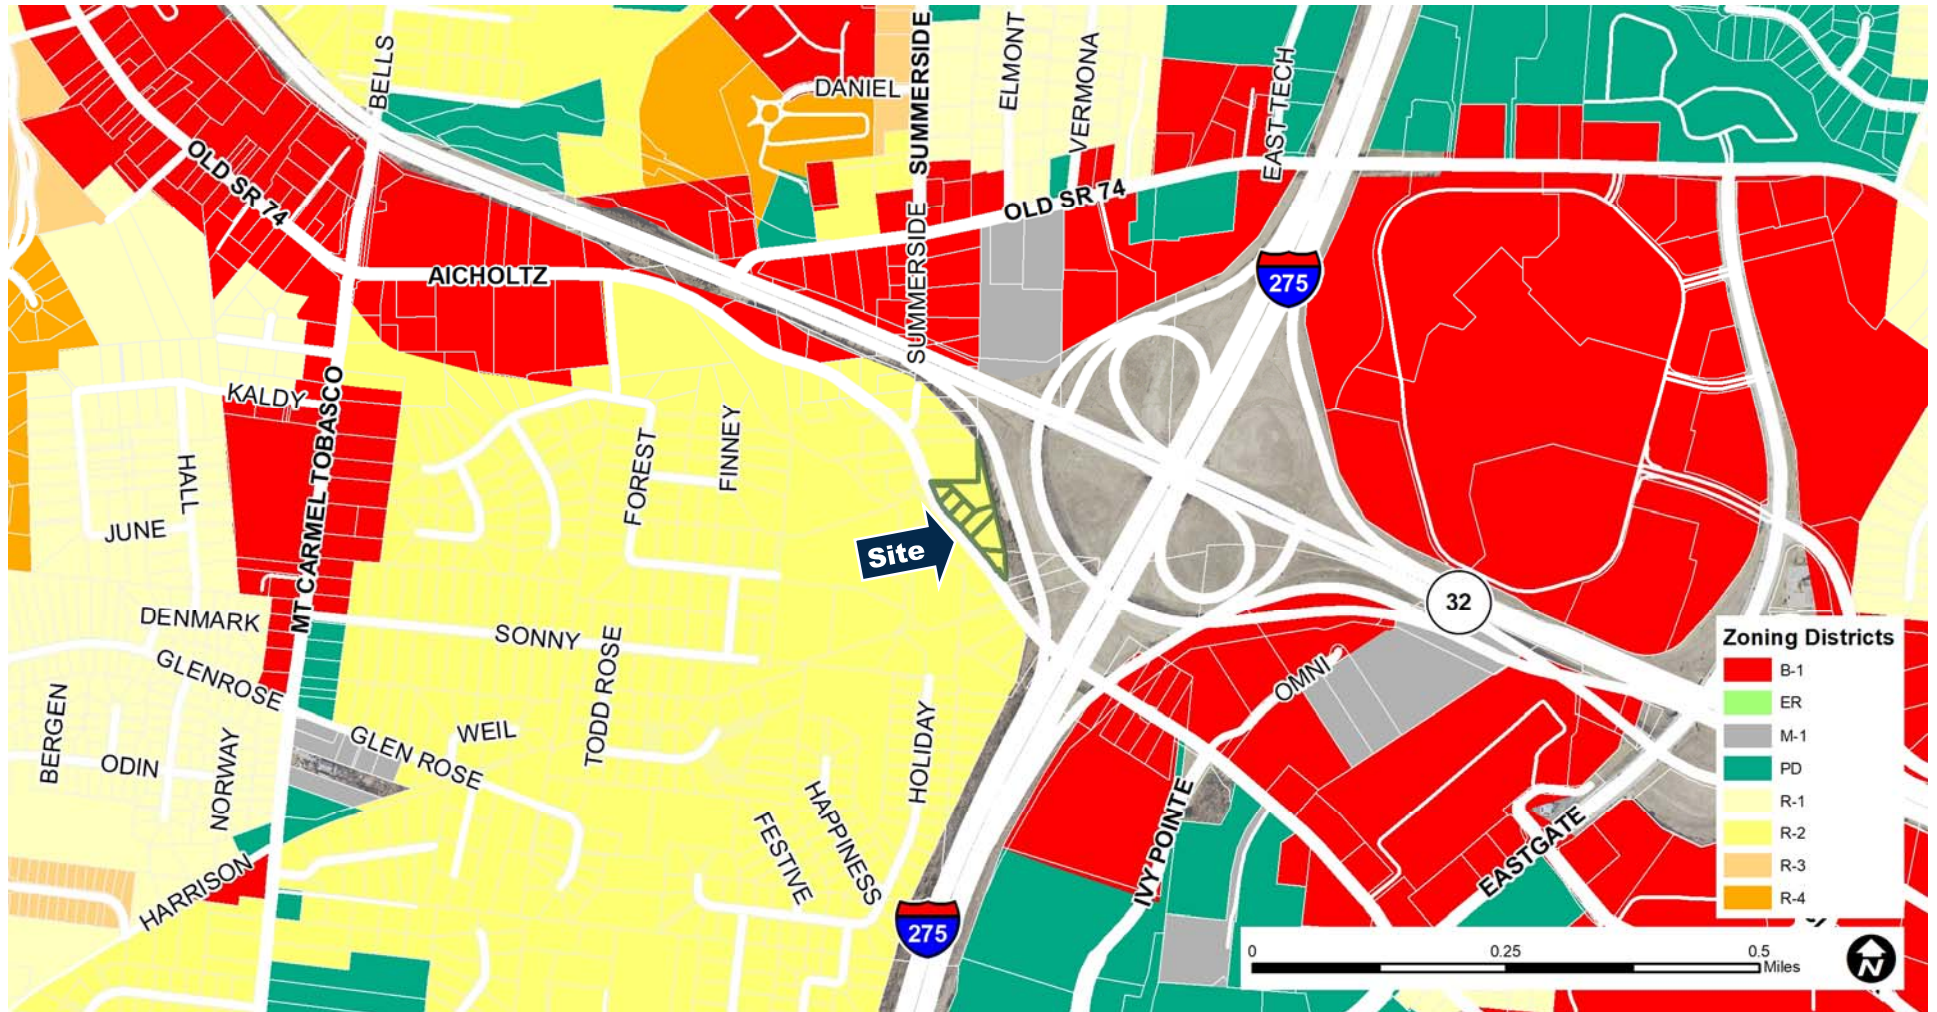 BELLS
DANIEL
SUMMERSIDE
ELMONT
VERMONA
EAST TECH
OLD SR 74
OLD SR 74
SUMMERSIDE
AICHOLTZ
275
KALDY
MT CARMEL TOBASCO
HALL
FOREST
FINNEY
JUNE
Site
DENMARK
SONNY
TODD ROSE
32
GLENROSE
OMNI
BERGEN
ODIN
NORWAY
GLEN ROSE
WEIL
HOLIDAY
HAPPINESS
FESTIVE
IVY POINTE
EASTGATE
HARRISON
275
Zoning Districts
B-1
ER
M-1
PD
R-1
R-2
R-3
R-4
0 0.25 0.5
Miles
N